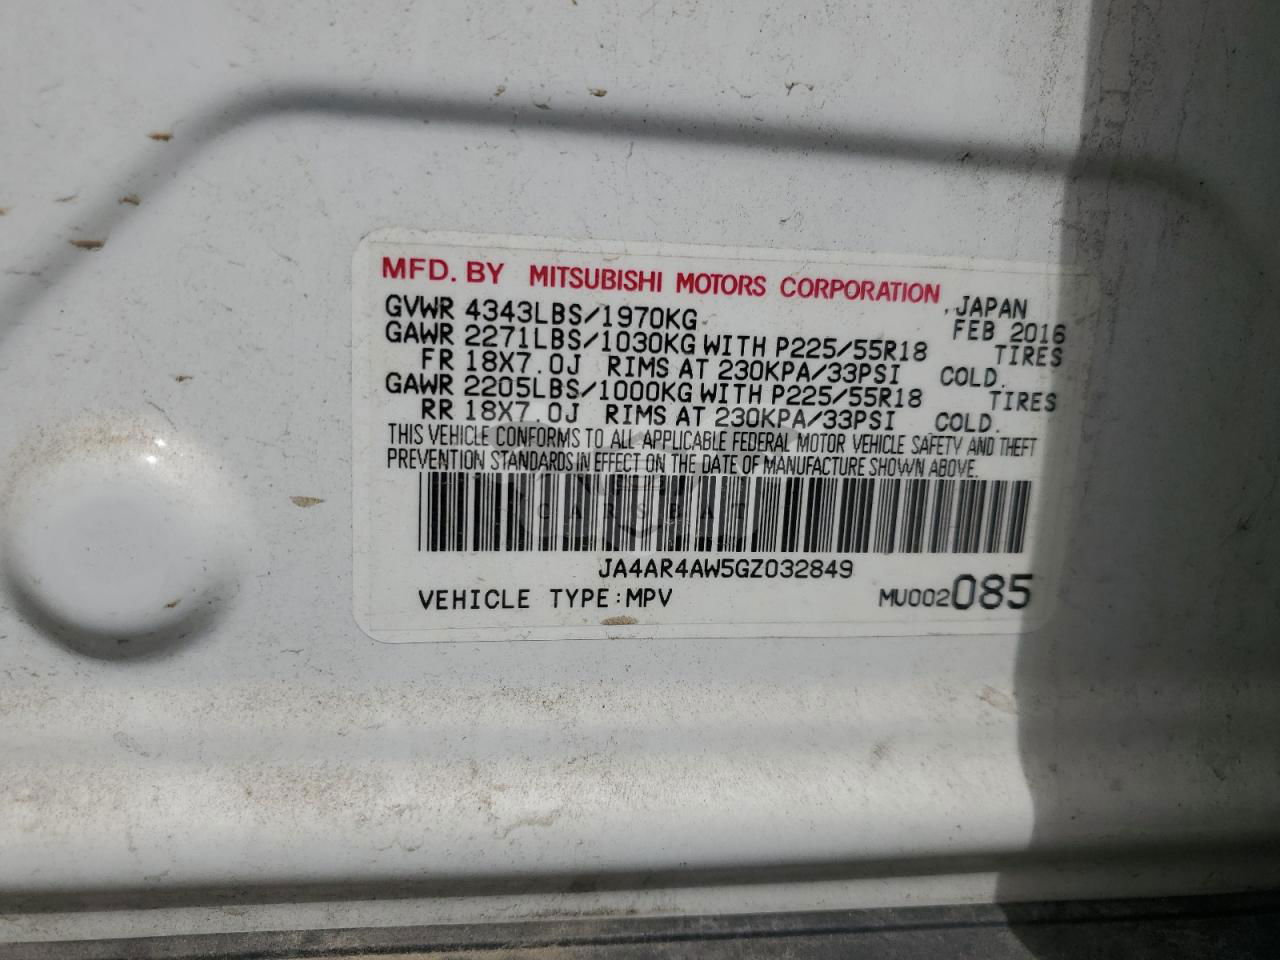 MFD. BY MITSUBISHI MOTORS CORPORATION , JAPAN
GVWR 4343LBS/1970KG FEB 2016
GAWR 2271LBS/1030KG WITH P225/55R18 TIRES
FR 18X7.0J RIMS AT 230KPA/33PSI COLD.
GAWR 2205LBS/1000KG WITH P225/55R18 TIRES
RR 18X7.0J RIMS AT 230KPA/33PSI COLD.
THIS VEHICLE CONFORMS TO ALL APPLICABLE FEDERAL MOTOR VEHICLE SAFETY AND THEFT
PREVENTION STANDARDS IN EFFECT ON THE DATE OF MANUFACTURE SHOWN ABOVE.
CARSBAT
JA4AR4AW5GZ032849
VEHICLE TYPE:MPV MU002085